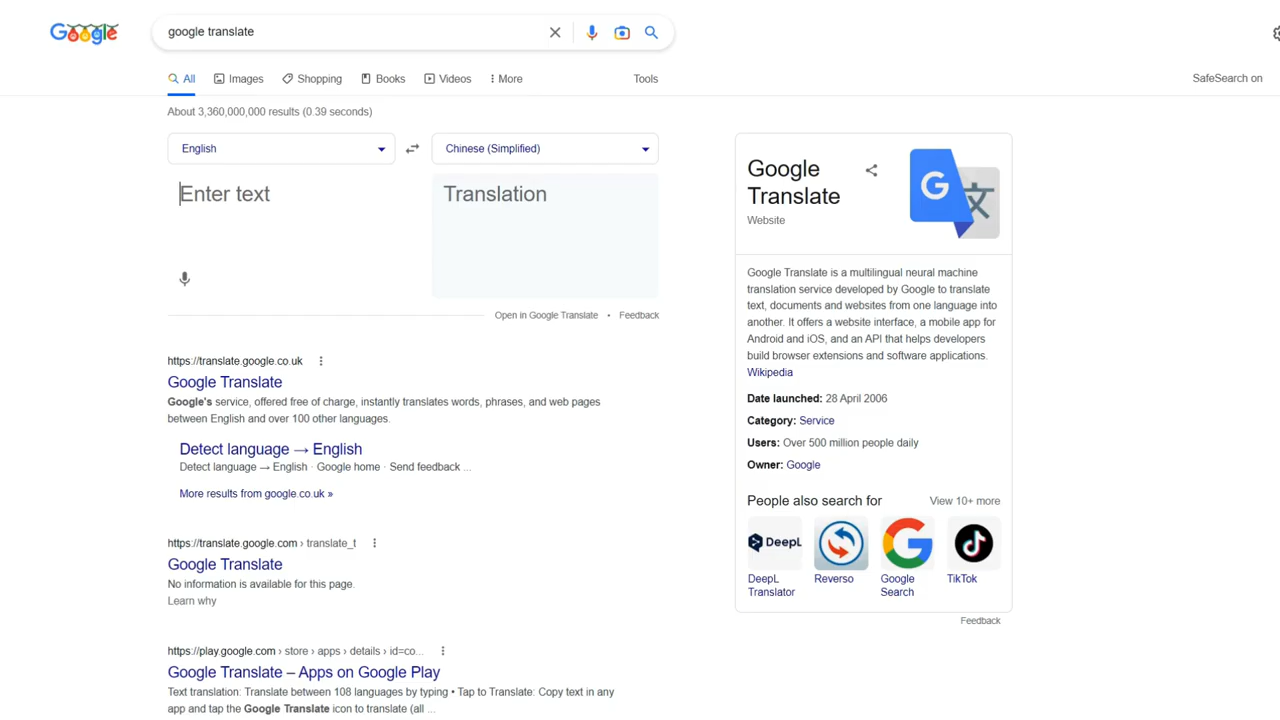 Google
google translate
All Images Shopping Books Videos More Tools SafeSearch on
About 3,360,000,000 results (0.39 seconds)
English Chinese (Simplified)
Enter text Translation
Open in Google Translate • Feedback
https://translate.google.co.uk
Google Translate
Google's service, offered free of charge, instantly translates words, phrases, and web pages
between English and over 100 other languages.
Detect language → English
Detect language → English · Google home · Send feedback ...
More results from google.co.uk »
https://translate.google.com › translate_t
Google Translate
No information is available for this page.
Learn why
https://play.google.com › store › apps › details › id=co...
Google Translate – Apps on Google Play
Text translation: Translate between 108 languages by typing • Tap to Translate: Copy text in any
app and tap the Google Translate icon to translate (all ...
Google
Translate
Website
G 文
Google Translate is a multilingual neural machine
translation service developed by Google to translate
text, documents and websites from one language into
another. It offers a website interface, a mobile app for
Android and iOS, and an API that helps developers
build browser extensions and software applications.
Wikipedia
Date launched: 28 April 2006
Category: Service
Users: Over 500 million people daily
Owner: Google
People also search for View 10+ more
DeepL G
DeepL
Translator
Reverso
Google
Search
TikTok
Feedback